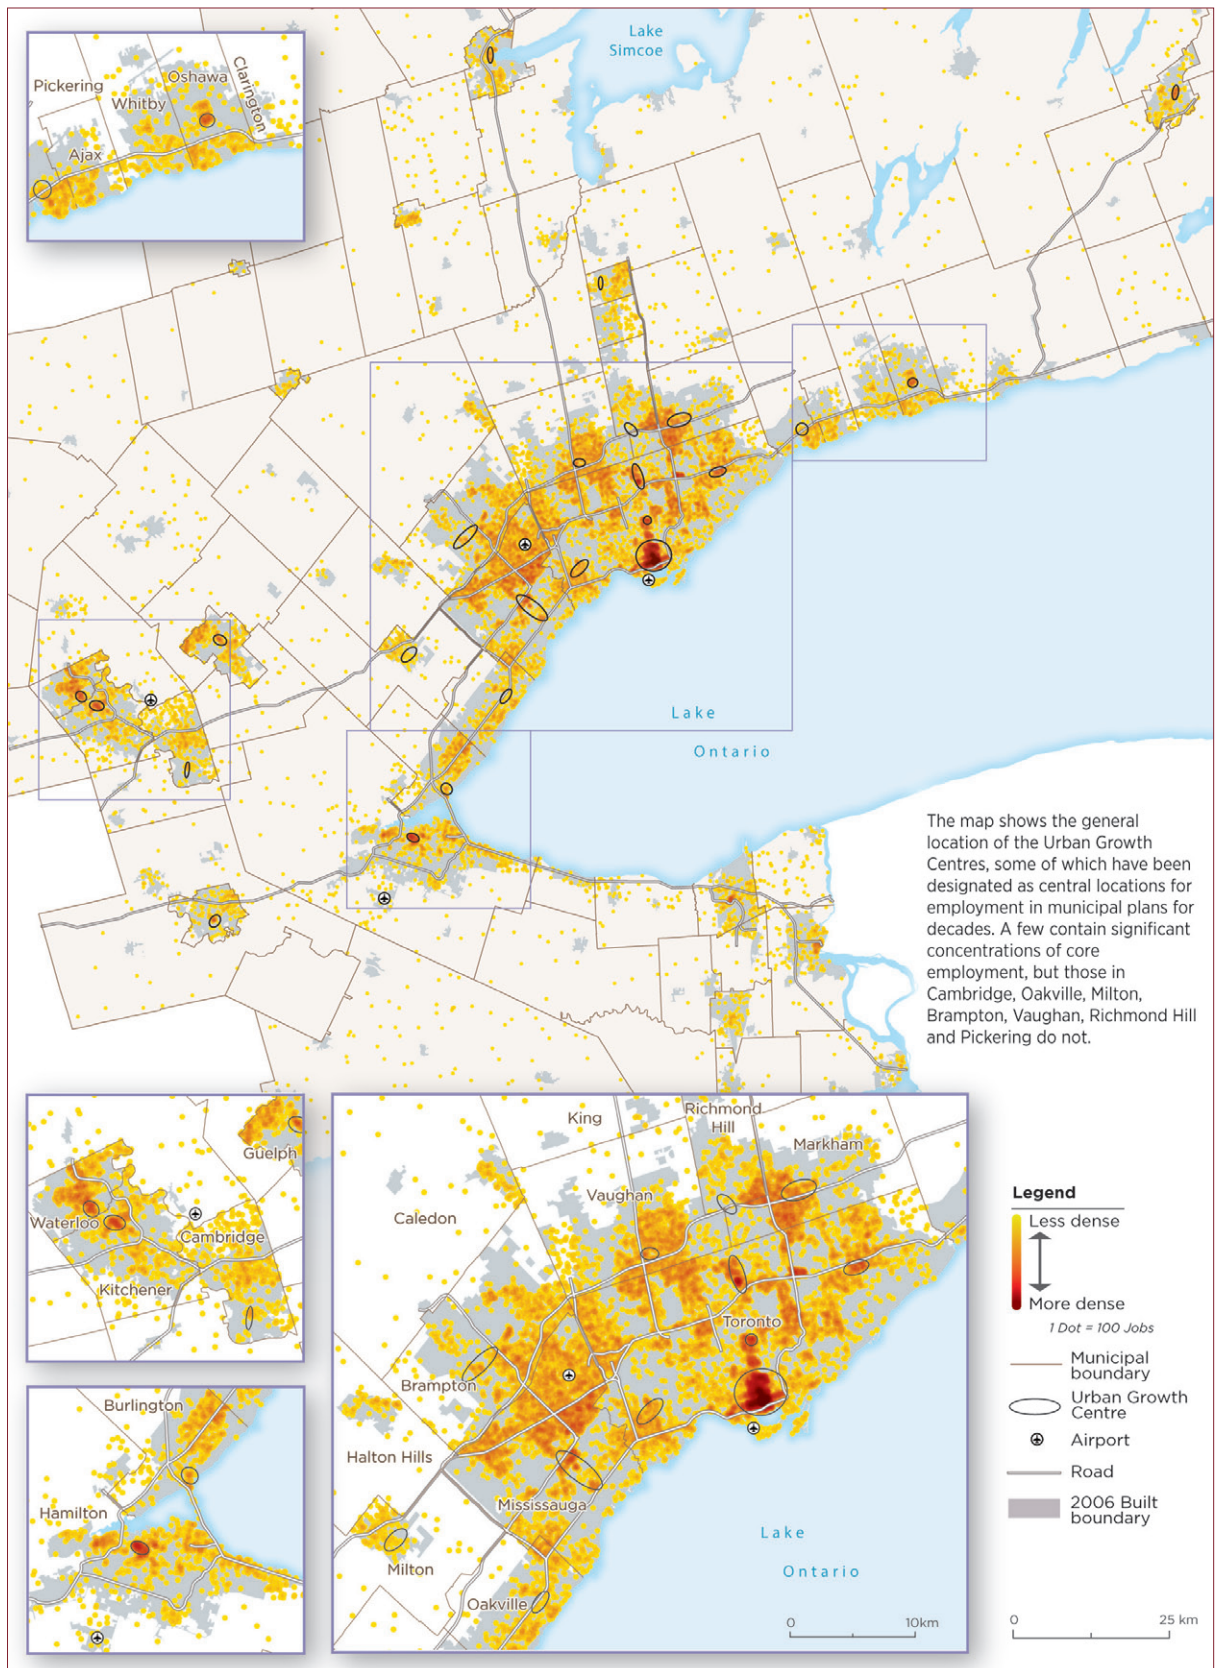 Lake
Simcoe
Pickering
Oshawa
Clarington
Whitby
Ajax
Lake
Ontario
The map shows the general
location of the Urban Growth
Centres, some of which have been
designated as central locations for
employment in municipal plans for
decades. A few contain significant
concentrations of core
employment, but those in
Cambridge, Oakville, Milton,
Brampton, Vaughan, Richmond Hill
and Pickering do not.
Guelph
Waterloo
Cambridge
Kitchener
Burlington
Hamilton
King
Richmond
Hill
Markham
Vaughan
Caledon
Toronto
Brampton
Halton Hills
Mississauga
Milton
Oakville
Lake
Ontario
0 10km
Legend
Less dense
More dense
1 Dot = 100 Jobs
Municipal
boundary
Urban Growth
Centre
Airport
Road
2006 Built
boundary
0 25 km